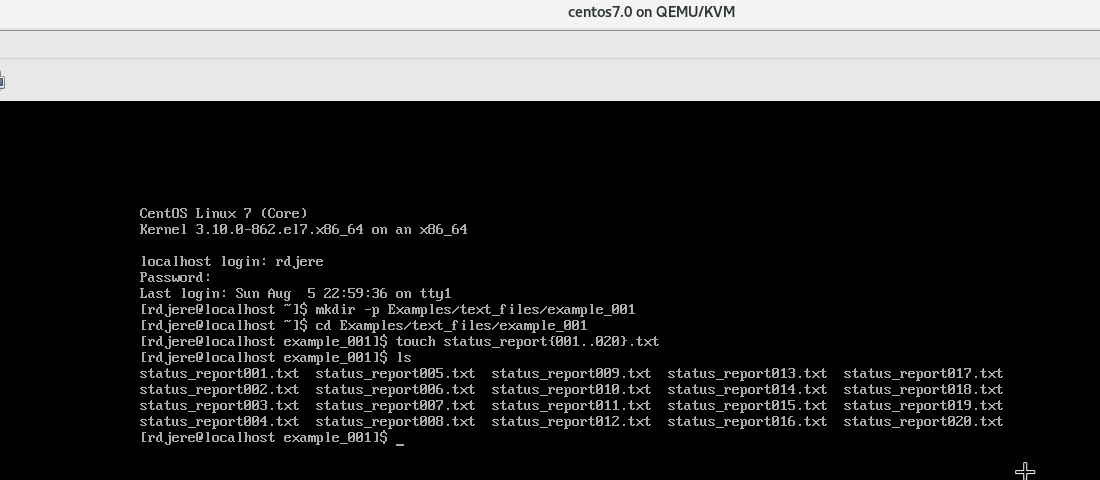 centos7.0 on QEMU/KVM
CentOS Linux 7 (Core)
Kernel 3.10.0-862.el7.x86_64 on an x86_64
localhost login: rdjere
Password:
Last login: Sun Aug  5 22:59:36 on tty1
[rdjere@localhost ~]$ mkdir -p Examples/text_files/example_001
[rdjere@localhost ~]$ cd Examples/text_files/example_001
[rdjere@localhost example_001]$ touch status_report{001..020}.txt
[rdjere@localhost example_001]$ ls
status_report001.txt  status_report005.txt  status_report009.txt  status_report013.txt  status_report017.txt
status_report002.txt  status_report006.txt  status_report010.txt  status_report014.txt  status_report018.txt
status_report003.txt  status_report007.txt  status_report011.txt  status_report015.txt  status_report019.txt
status_report004.txt  status_report008.txt  status_report012.txt  status_report016.txt  status_report020.txt
[rdjere@localhost example_001]$ _